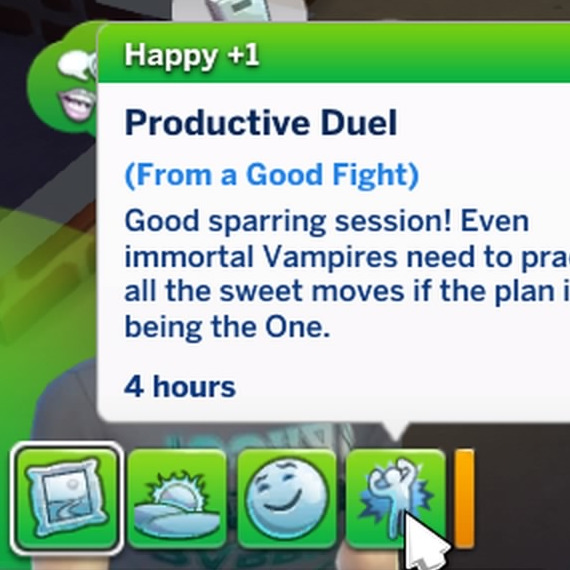 Happy +1
Productive Duel
(From a Good Fight)
Good sparring session! Even
immortal Vampires need to
all the sweet moves if the plan
being the One.
4 hours